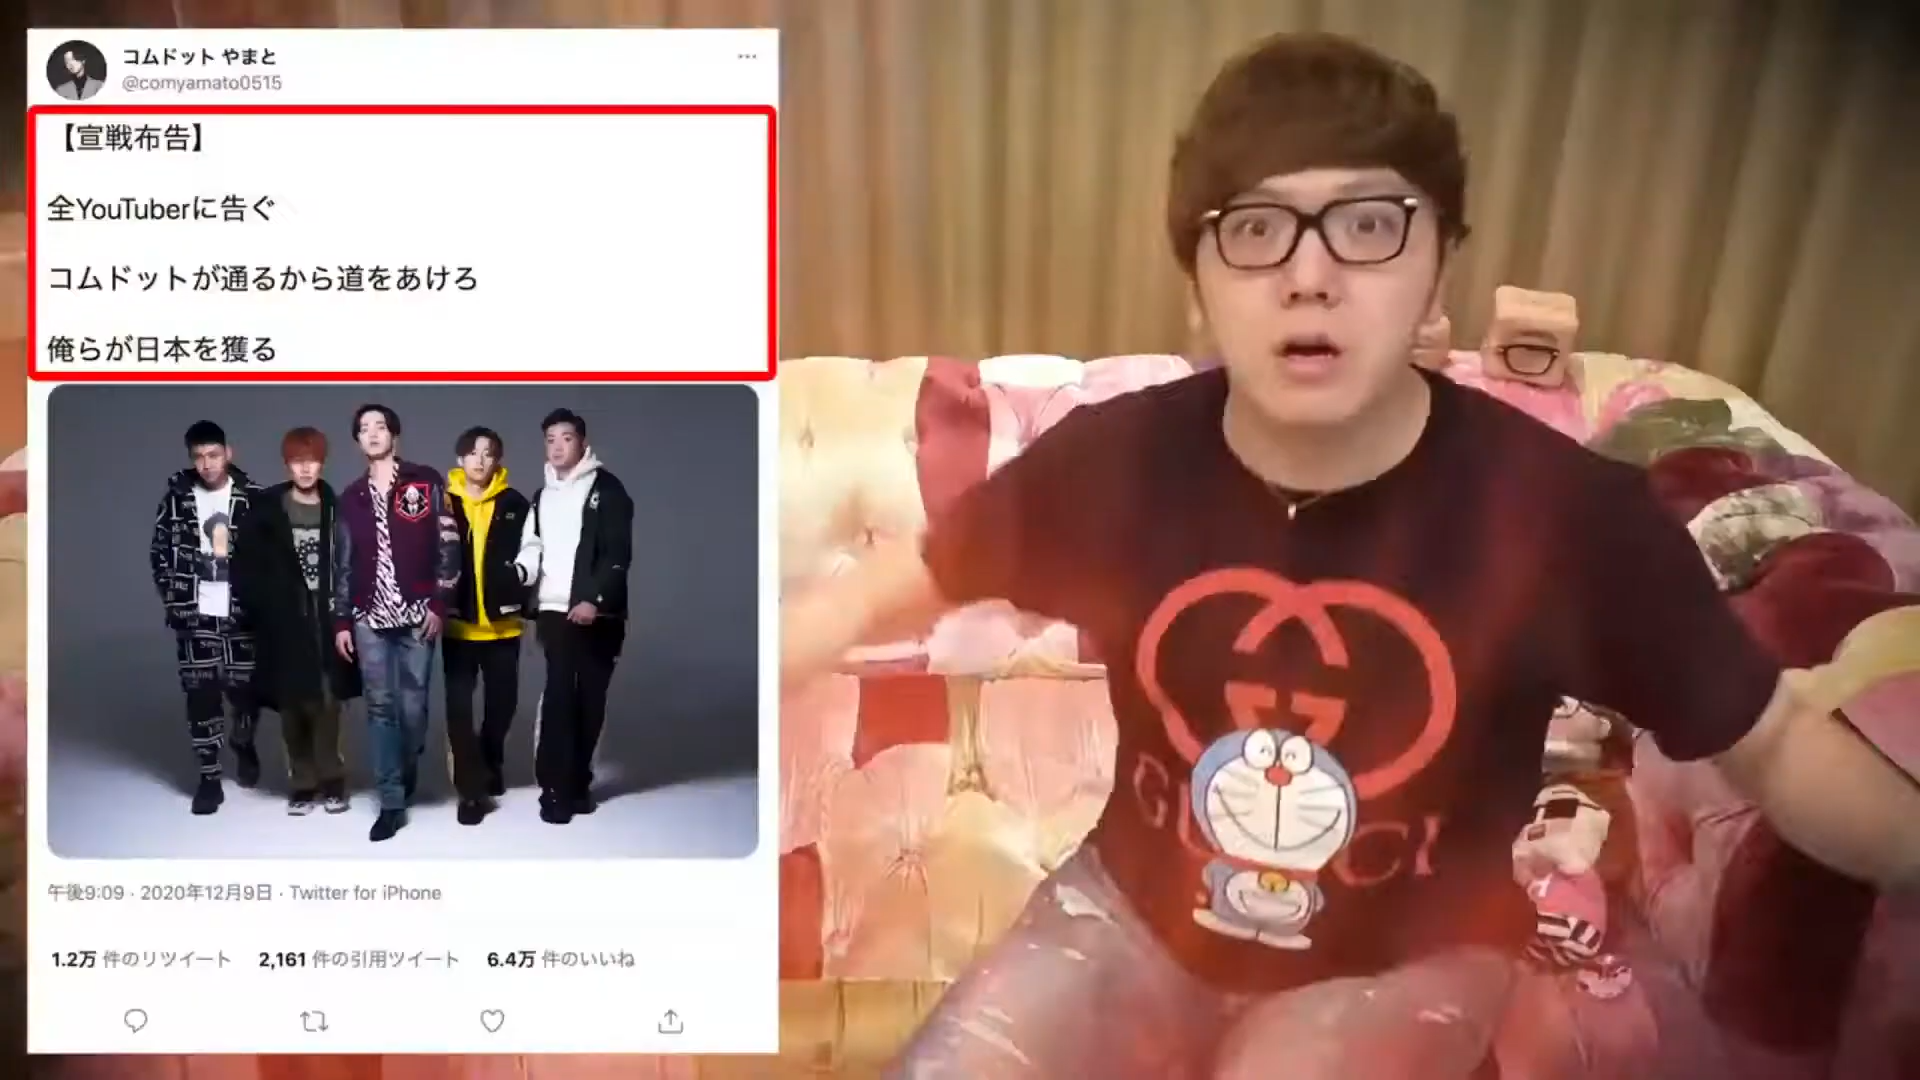 コムドット やまと
@comyamato0515
【宣戦布告】
全YouTuberに告ぐ
コムドットが通るから道をあけろ
俺らが日本を獲る
午後9:09 · 2020年12月9日 · Twitter for iPhone
1.2万 件のリツイート 2,161 件の引用ツイート 6.4万 件のいいね
GUCCI